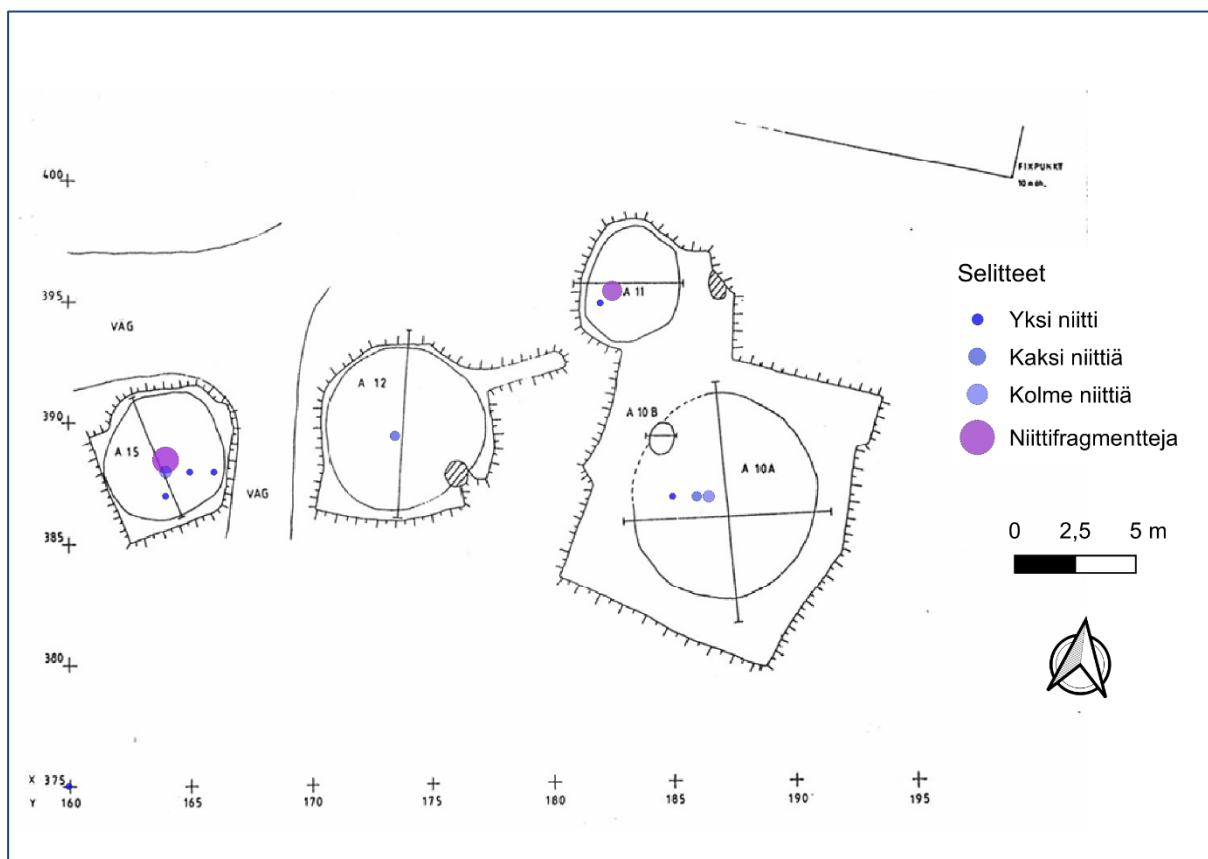 400
FIXPUNKT
10 möh.
395
A 11
Selitteet
Yksi niitti
Kaksi niittiä
Kolme niittiä
Niittifragmentteja
VÄG
A 12
390
A 10 B
A 15
A 10A
VÄG
0 2,5 5 m
385
380
X 375
Y 160 165 170 175 180 185 190 195